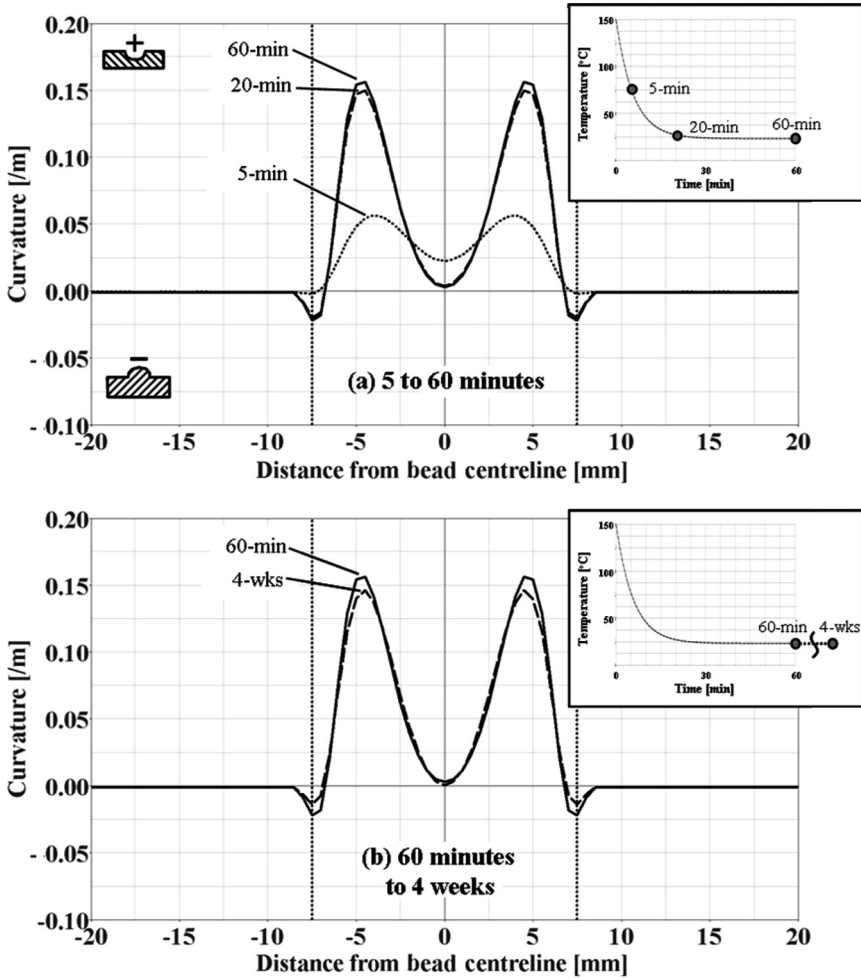 0.20
0.15
0.10
0.05
0.00
- 0.05
- 0.10
Curvature [/m]
+
−
60-min
20-min
5-min
(a) 5 to 60 minutes
-20
-15
-10
-5
0
5
10
15
20
Distance from bead centreline [mm]
150
100
50
Temperature [°C]
5-min
20-min
60-min
0
30
60
Time [min]
0.20
0.15
0.10
0.05
0.00
- 0.05
-0.10
Curvature [/m]
60-min
4-wks
(b) 60 minutes
to 4 weeks
-20
-15
-10
-5
0
5
10
15
20
Distance from bead centreline [mm]
150
100
50
Temperature [°C]
60-min
4-wks
0
30
60
Time [min]